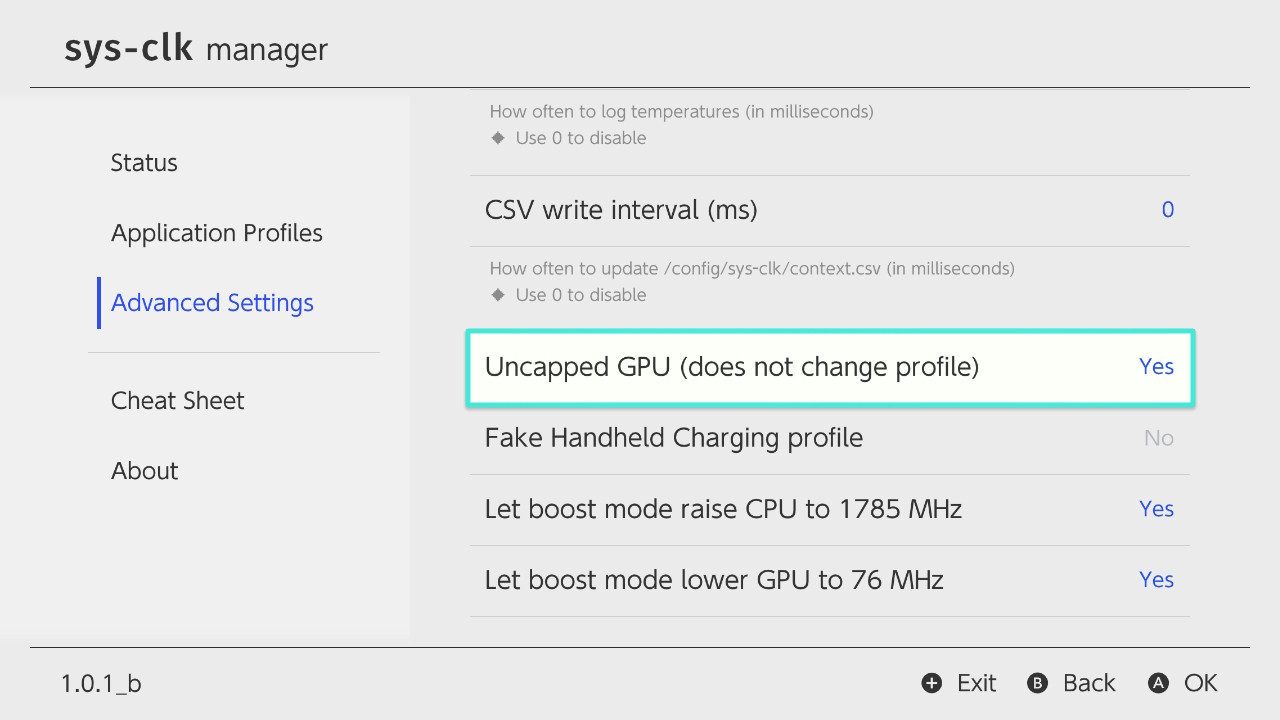 sys-clk manager
Status
Application Profiles
Advanced Settings
Cheat Sheet
About
How often to log temperatures (in milliseconds)
◆ Use 0 to disable
CSV write interval (ms) 0
How often to update /config/sys-clk/context.csv (in milliseconds)
◆ Use 0 to disable
Uncapped GPU (does not change profile) Yes
Fake Handheld Charging profile No
Let boost mode raise CPU to 1785 MHz Yes
Let boost mode lower GPU to 76 MHz Yes
1.0.1_b
+ Exit B Back A OK